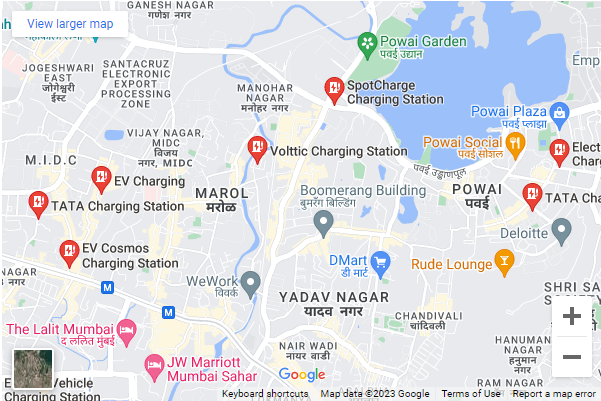 GANESH NAGAR
गणेश नगर
View larger map
Powai Garden
पवई उद्यान
JOGESHWARI
EAST
जोगेश्वरी
ईस्ट
SANTACRUZ
ELECTRONIC
EXPORT
PROCESSING
ZONE
MANOHAR
NAGAR
मनोहर नगर
SpotCharge
Charging Station
Powai Plaza
पवई प्लाझा
VIJAY NAGAR,
MIDC
विजय
नगर, MIDC
Powai Social
पवई सोशल
Elect
Charging
Volttic Charging Station
M.I.D.C
EV Charging
MAROL
मरोळ
Boomerang Building
बुमरँग बिल्डिंग
POWAI
पवई
TATA Cha
TATA Charging Station
Deloitte
EV Cosmos
Charging Station
DMart
डी मार्ट
Rude Lounge
WeWork
विवर्क
YADAV NAGAR
यादव नगर
SHRI SA
CHANDIVALI
चांदिवली
The Lalit Mumbai
द ललित मुंबई
NAIR WADI
नायर वाडी
HANUMAN
NAGAR
हनुमान
नगर
JW Marriott
Mumbai Sahar
Google
RAM NAGAR
Vehicle
Charging Station
Keyboard shortcuts
Map data ©2023 Google
Terms of Use
Report a map error